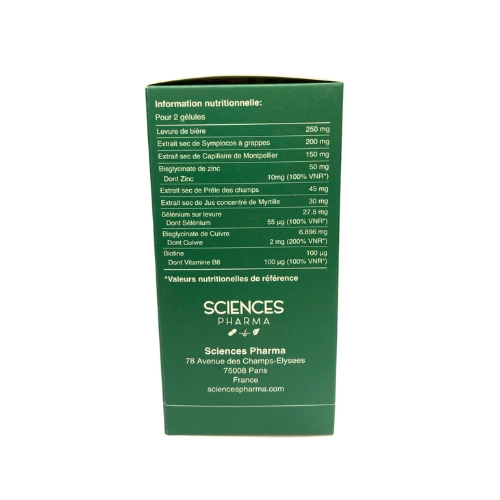 Information nutritionnelle:
Pour 2 gélules
Levure de bière 250 mg
Extrait sec de Symplocos à grappes 200 mg
Extrait sec de Capillaire de Montpellier 150 mg
Bisglycinate de zinc 50 mg
Dont Zinc 10mg (100% VNR*)
Extrait sec de Prêle des champs 45 mg
Extrait sec de Jus concentré de Myrtille 30 mg
Sélénium sur levure 27.5 mg
Dont Sélénium 55 µg (100% VNR*)
Bisglycinate de Cuivre 6.896 mg
Dont Cuivre 2 mg (200% VNR*)
Biotine 100 µg
Dont Vitamine B8 100 µg (100% VNR*)
*Valeurs nutritionelles de référence
SCIENCES
PHARMA
Sciences Pharma
78 Avenue des Champs-Elysees
75008 Paris
France
sciencespharma.com